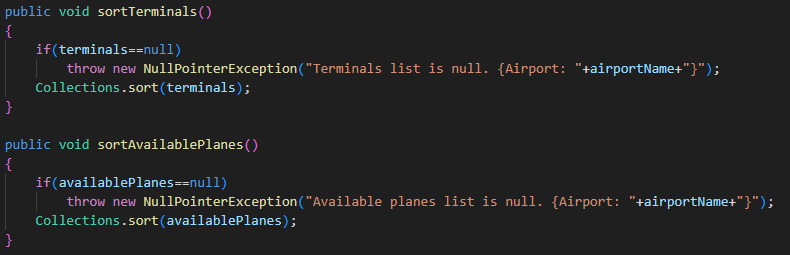 public void sortTerminals()
{
    if(terminals==null)
        throw new NullPointerException("Terminals list is null. {Airport: "+airportName+"}");
    Collections.sort(terminals);
}

public void sortAvailablePlanes()
{
    if(availablePlanes==null)
        throw new NullPointerException("Available planes list is null. {Airport: "+airportName+"}");
    Collections.sort(availablePlanes);
}